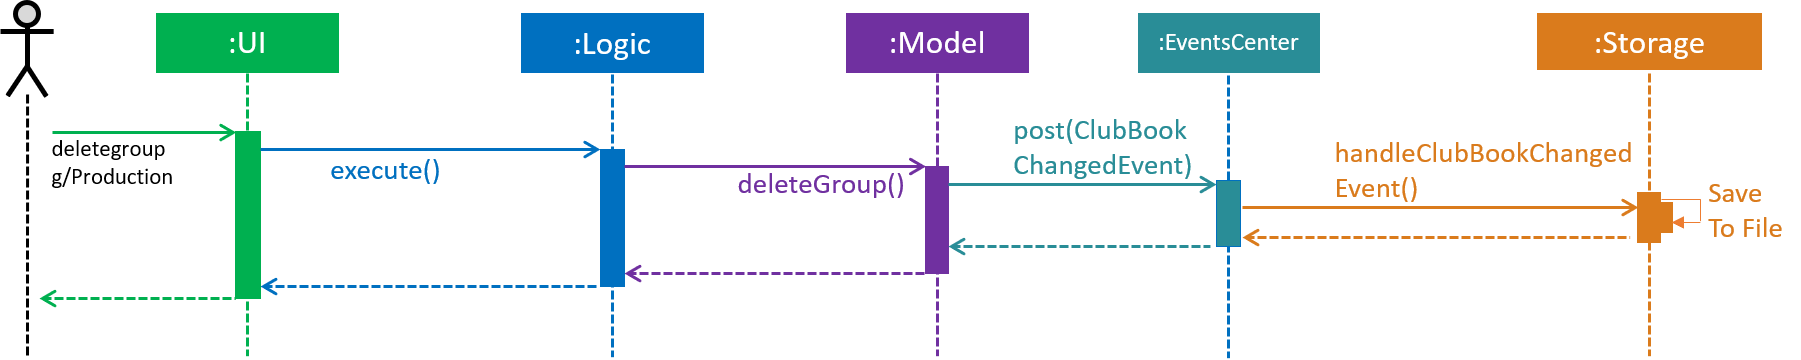 :UI
:Logic
:Model
:EventsCenter
:Storage
deletegroup
g/Production
execute()
deleteGroup()
post(ClubBook
ChangedEvent)
handleClubBookChanged
Event()
Save
To File